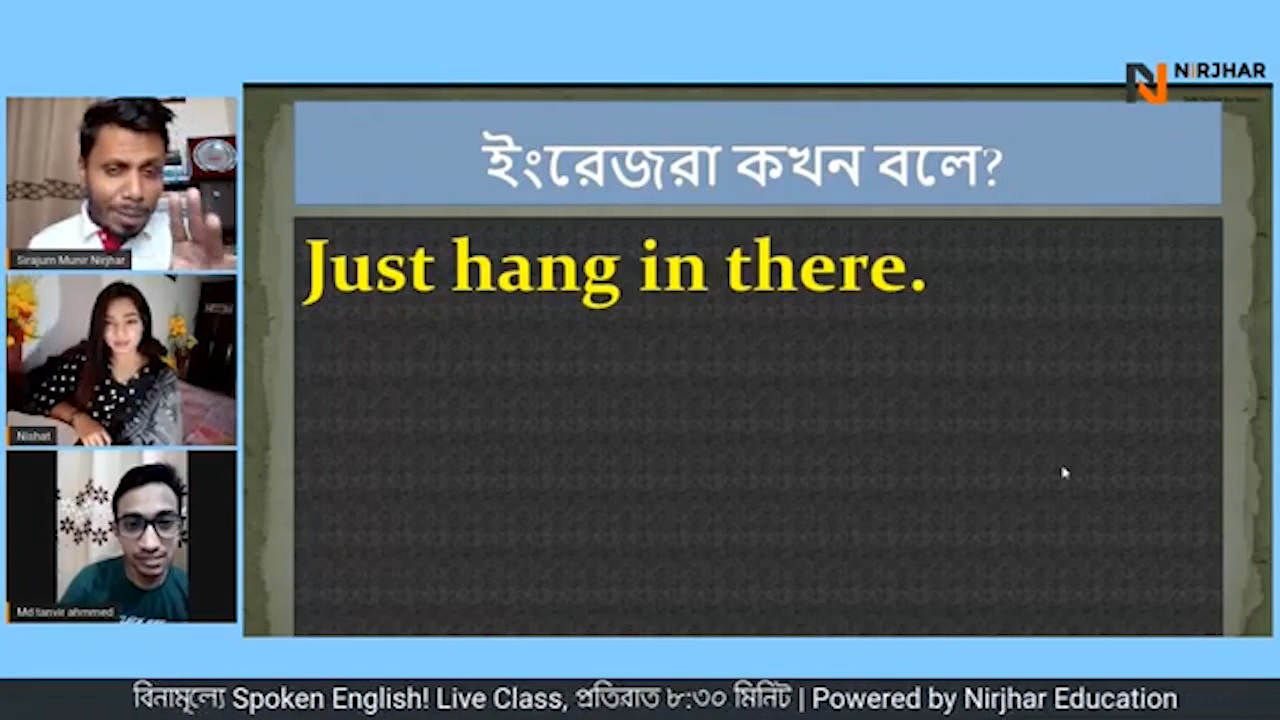 NIRJHAR
ইংরেজরা কখন বলে?
Just hang in there.
Sirajum Munir Nirjhar
Nishat
Md tanvir ahmmed
বিনামূল্যে Spoken English! Live Class, প্রতিরাত ৮:৩০ মিনিট | Powered by Nirjhar Education